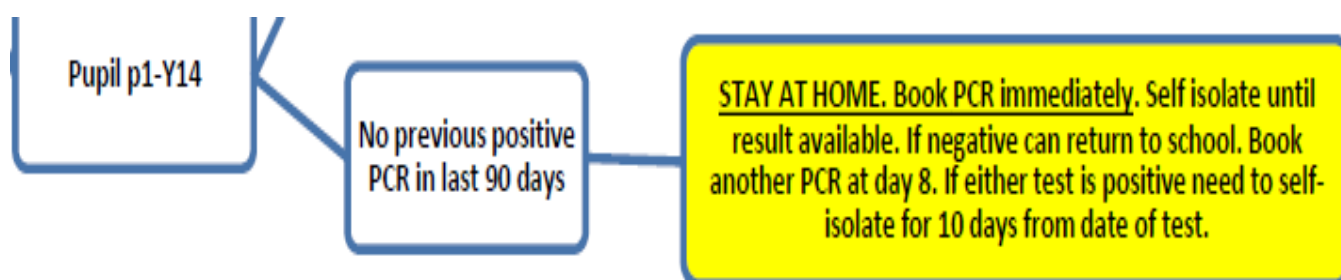 Pupil p1-Y14
No previous positive
PCR in last 90 days
STAY AT HOME. Book PCR immediately. Self isolate until
result available. If negative can return to school. Book
another PCR at day 8. If either test is positive need to self-
isolate for 10 days from date of test.